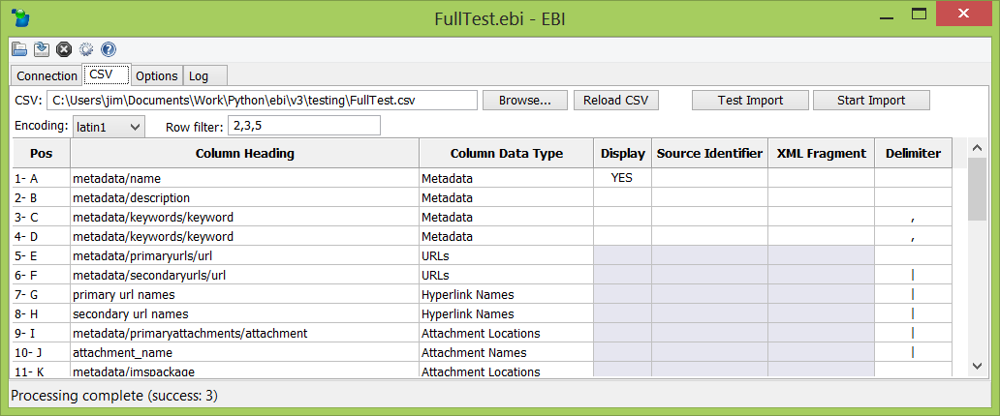 FullTest.ebi - EBI
Connection CSV Options Log
CSV: C:\Users\jim\Documents\Work\Python\ebi\v3\testing\FullTest.csv Browse... Reload CSV Test Import Start Import
Encoding: latin1 Row filter: 2,3,5
Pos Column Heading Column Data Type Display Source Identifier XML Fragment Delimiter
1- A metadata/name Metadata YES
2- B metadata/description Metadata
3- C metadata/keywords/keyword Metadata ,
4- D metadata/keywords/keyword Metadata ,
5- E metadata/primaryurls/url URLs
6- F metadata/secondaryurls/url URLs |
7- G primary url names Hyperlink Names |
8- H secondary url names Hyperlink Names |
9- I metadata/primaryattachments/attachment Attachment Locations |
10- J attachment_name Attachment Names |
11- K metadata/imspackage Attachment Locations
Processing complete (success: 3)